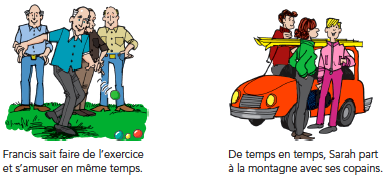 Francis sait faire de l'exercice
et s'amuser en même temps.
De temps en temps, Sarah part
à la montagne avec ses copains.